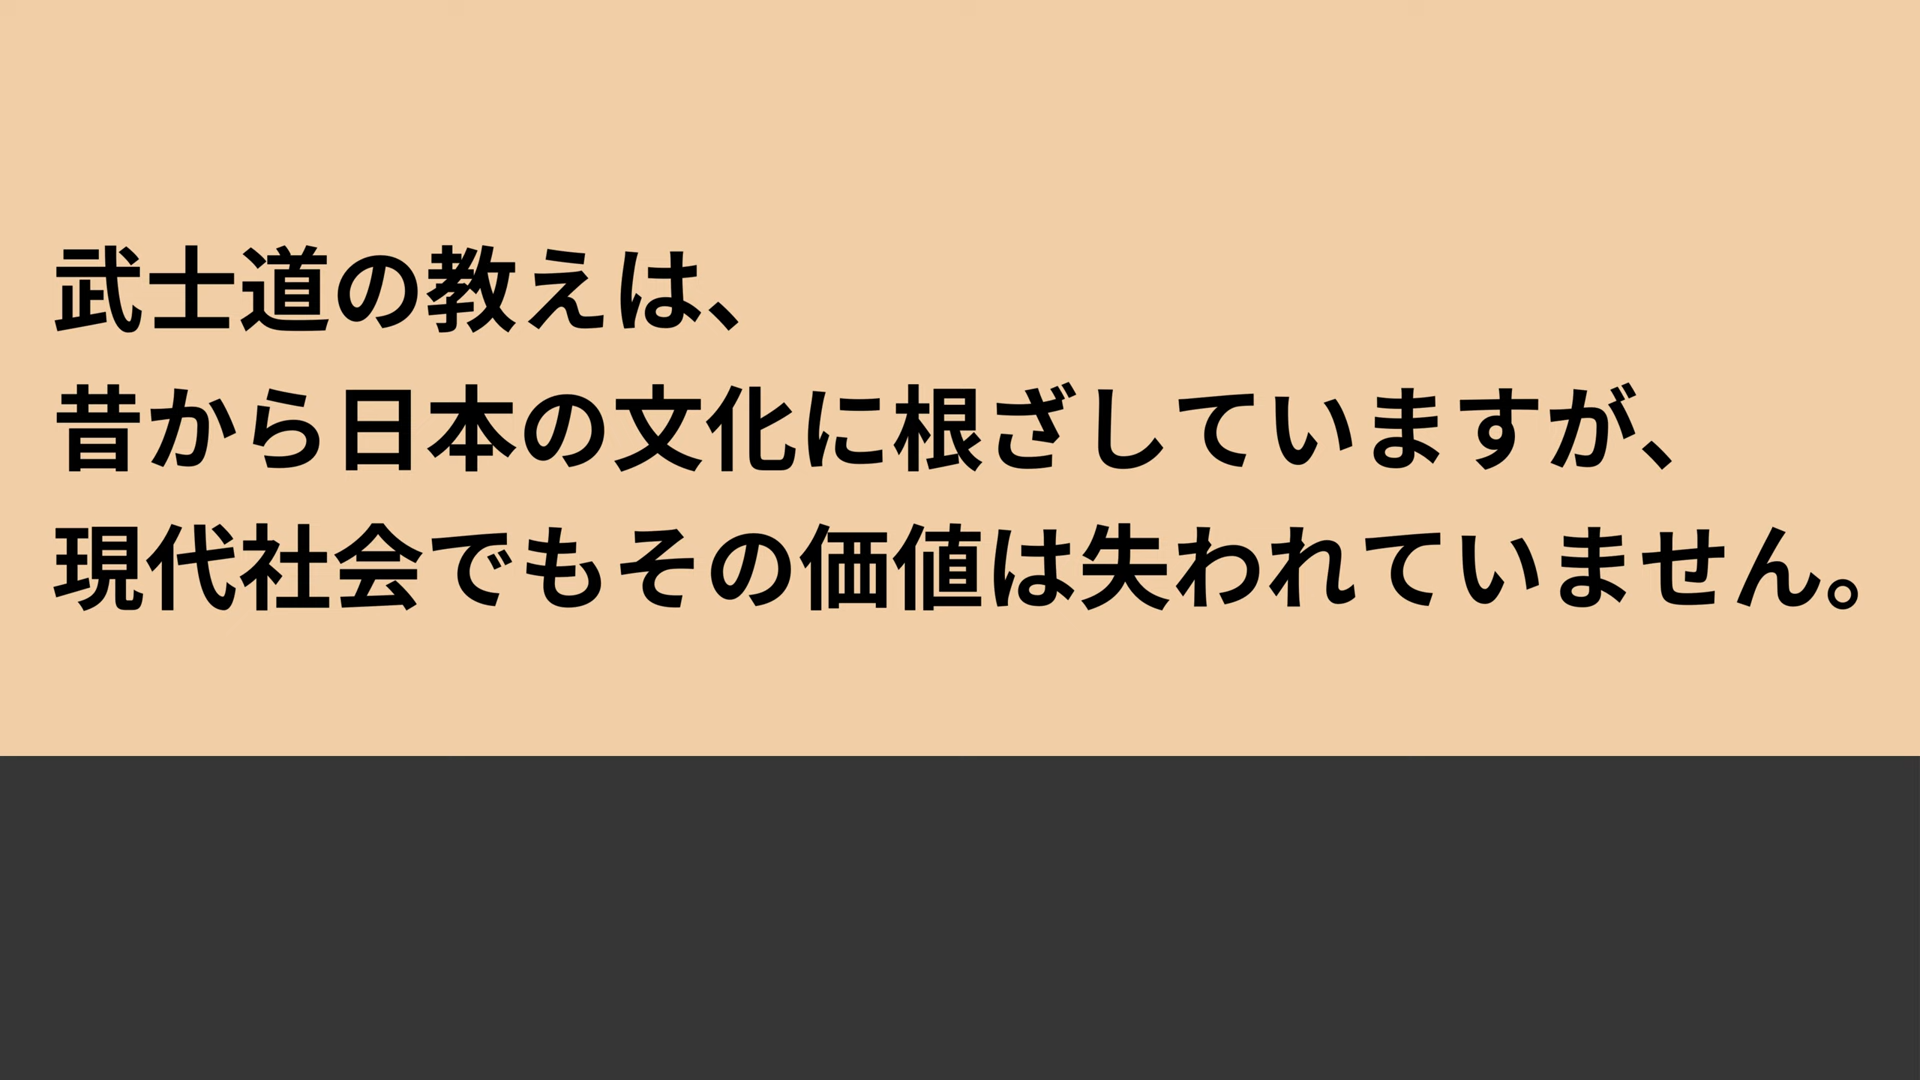 武士道の教えは、
昔から日本の文化に根ざしていますが、
現代社会でもその価値は失われていません。